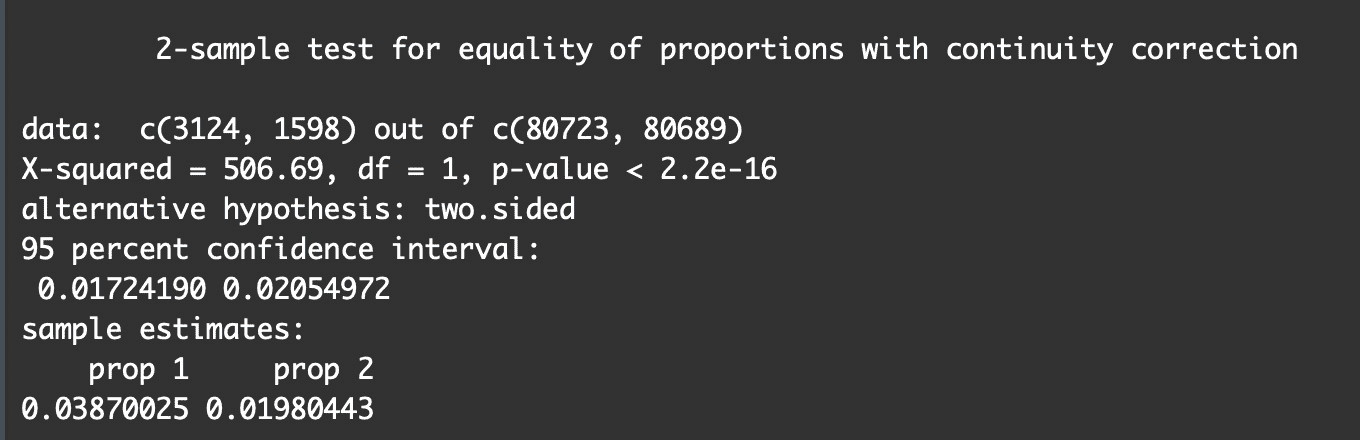 2-sample test for equality of proportions with continuity correction
data:  c(3124, 1598) out of c(80723, 80689)
X-squared = 506.69, df = 1, p-value < 2.2e-16
alternative hypothesis: two.sided
95 percent confidence interval:
 0.01724190 0.02054972
sample estimates:
    prop 1     prop 2
0.03870025 0.01980443